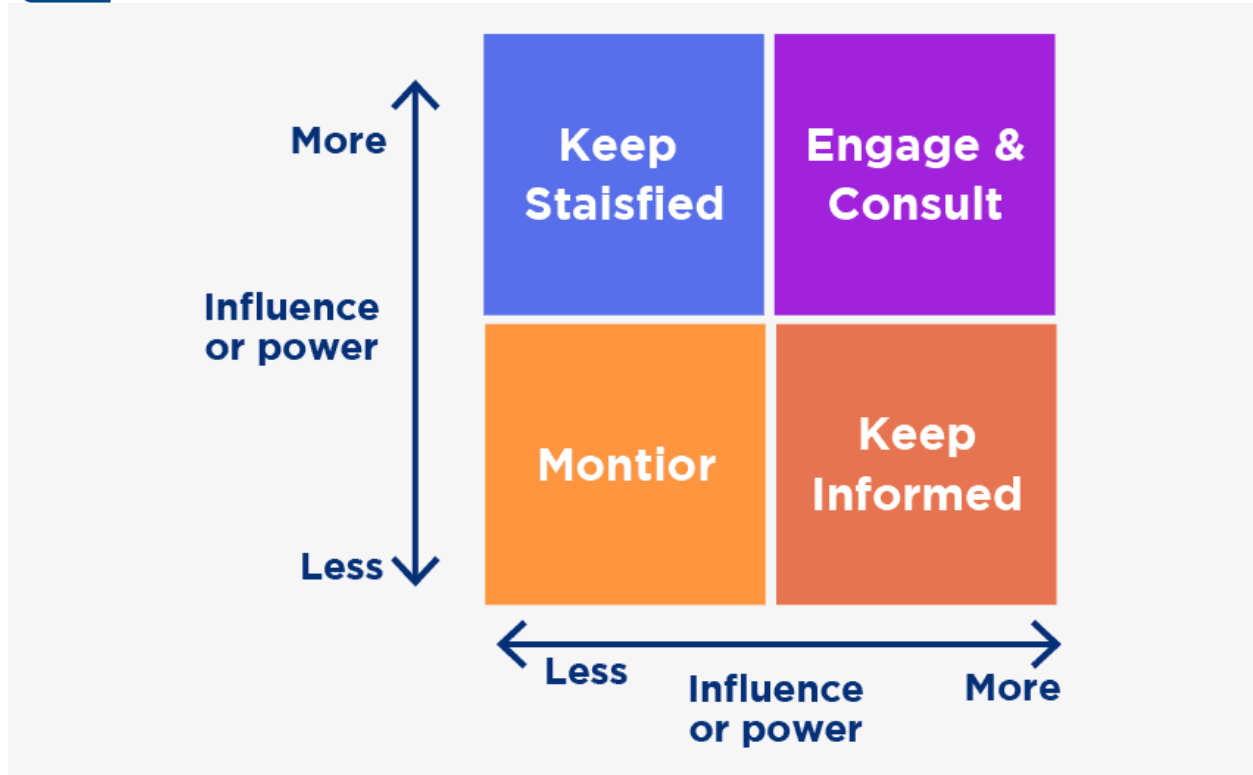 More
Influence
or power
Less
Keep
Staisfied
Engage &
Consult
Montior
Keep
Informed
Less
Influence
or power
More